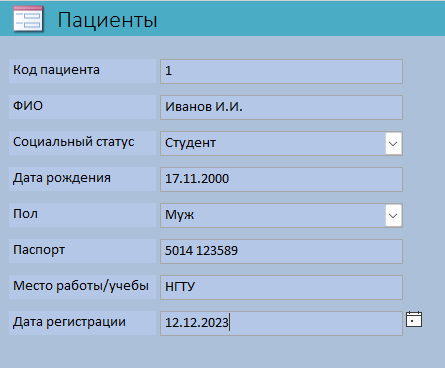 Пациенты
Код пациента 1
ФИО Иванов И.И.
Социальный статус Студент
Дата рождения 17.11.2000
Пол Муж
Паспорт 5014 123589
Место работы/учебы НГТУ
Дата регистрации 12.12.2023